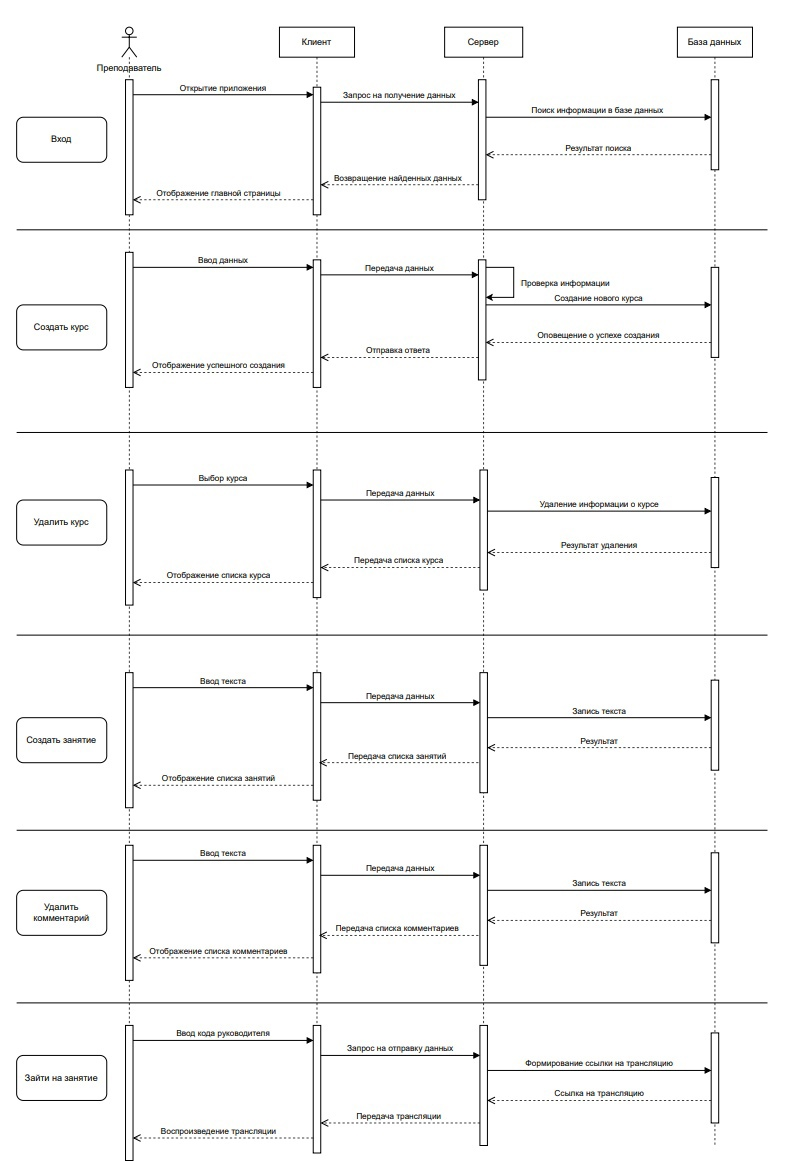 Преподаватель
Клиент
Сервер
База данных
Вход
Открытие приложения
Запрос на получение данных
Поиск информации в базе данных
Результат поиска
Возвращение найденных данных
Отображение главной страницы
Создать курс
Ввод данных
Передача данных
Проверка информации
Создание нового курса
Оповещение о успехе создания
Отправка ответа
Отображение успешного создания
Удалить курс
Выбор курса
Передача данных
Удаление информации о курсе
Результат удаления
Передача списка курса
Отображение списка курса
Создать занятие
Ввод текста
Передача данных
Запись текста
Результат
Передача списка занятий
Отображение списка занятий
Удалить
комментарий
Ввод текста
Передача данных
Запись текста
Результат
Передача списка комментариев
Отображение списка комментариев
Зайти на занятие
Ввод кода руководителя
Запрос на отправку данных
Формирование ссылки на трансляцию
Ссылка на трансляцию
Передача трансляции
Воспроизведение трансляции